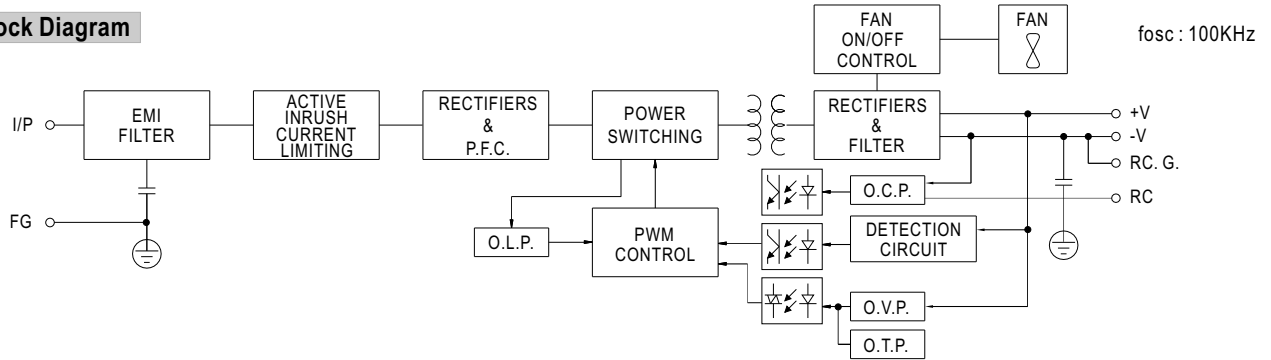 ock Diagram
fosc : 100KHz
FAN
ON/OFF
CONTROL
FAN
I/P
EMI
FILTER
ACTIVE
INRUSH
CURRENT
LIMITING
RECTIFIERS
&
P.F.C.
POWER
SWITCHING
RECTIFIERS
&
FILTER
+V
-V
RC. G.
RC
FG
O.L.P.
PWM
CONTROL
O.C.P.
DETECTION
CIRCUIT
O.V.P.
O.T.P.